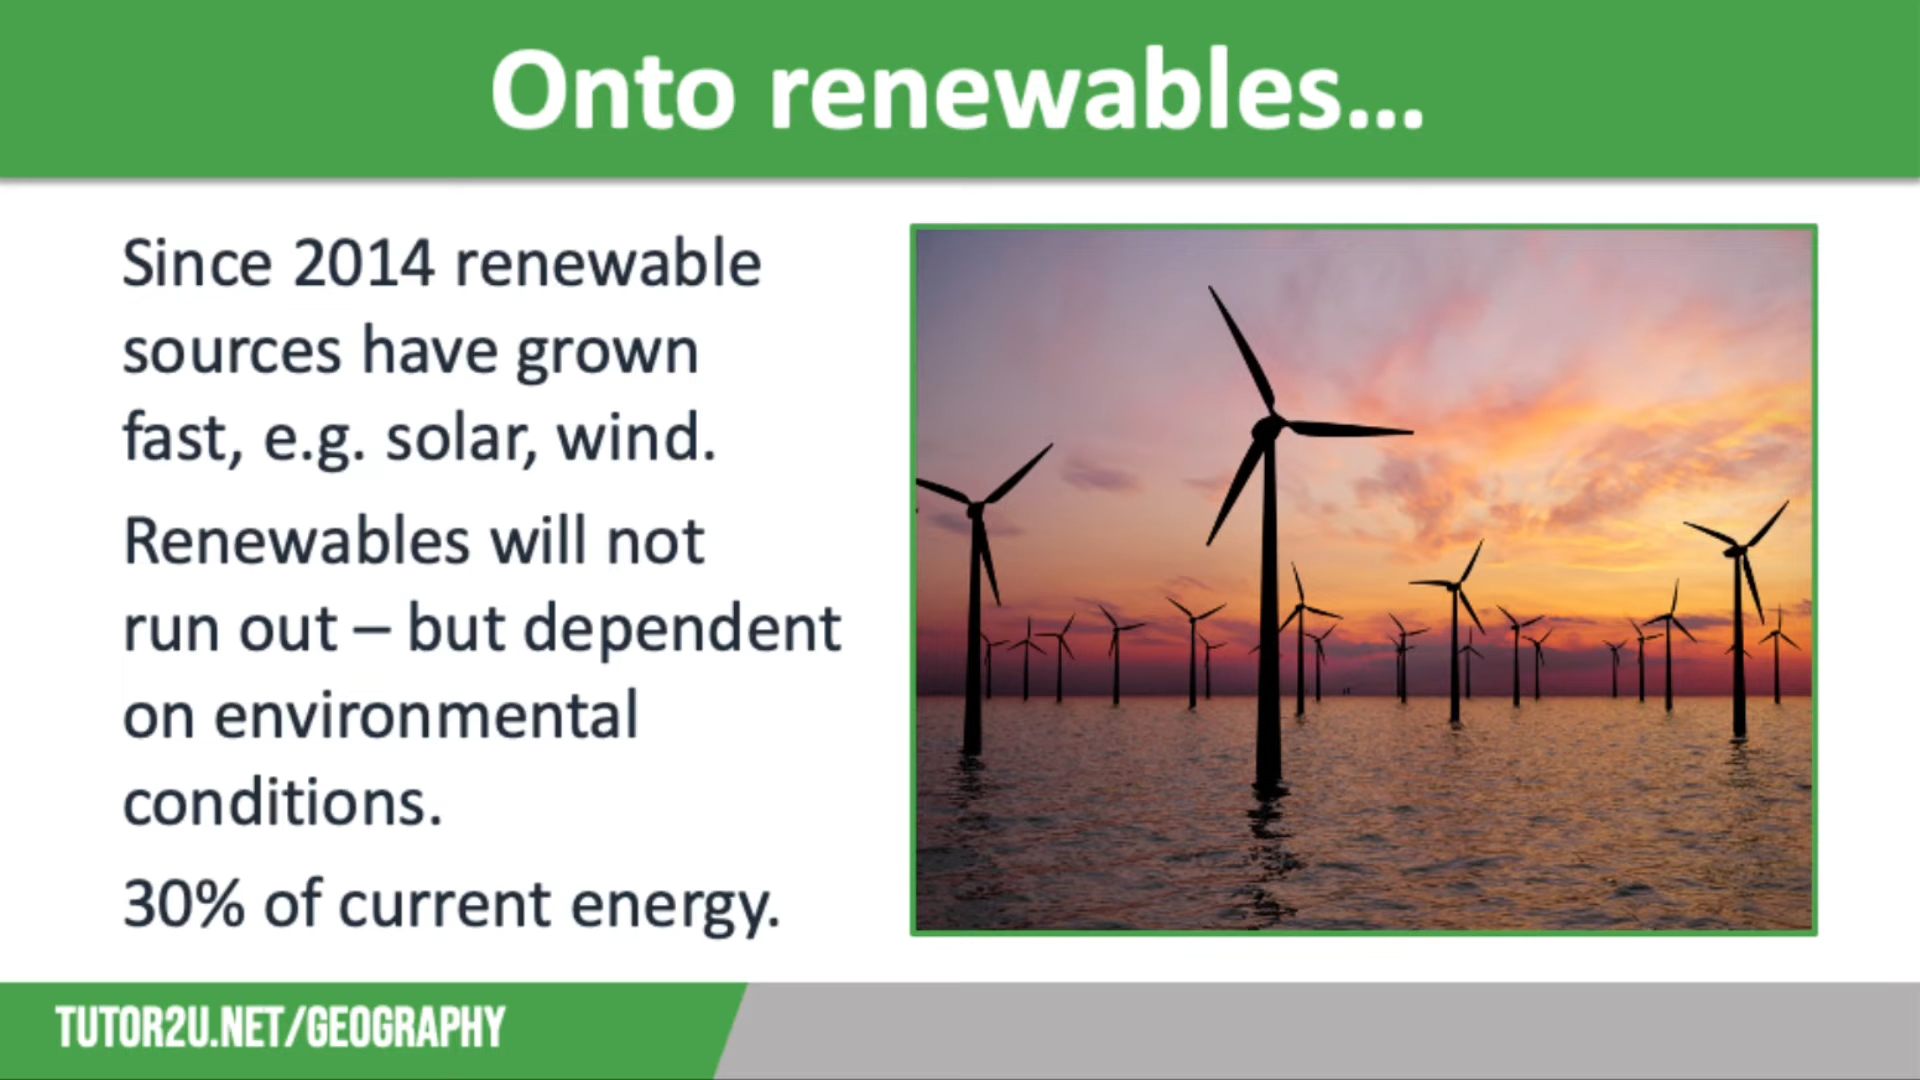 Onto renewables...
Since 2014 renewable
sources have grown
fast, e.g. solar, wind.
Renewables will not
run out – but dependent
on environmental
conditions.
30% of current energy.
TUTOR2U.NET/GEOGRAPHY